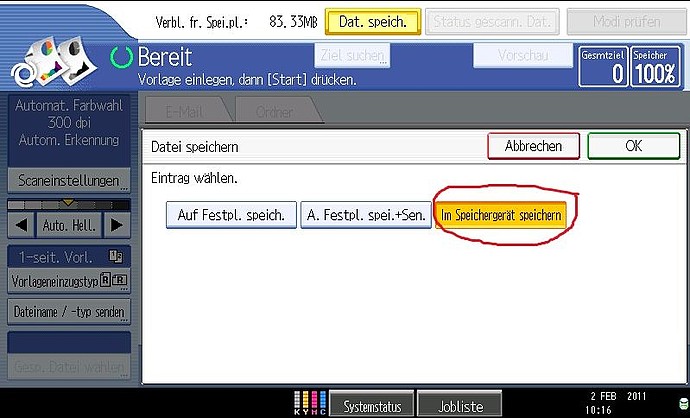 Verbl. fr. Spei.pl.: 83,33MB Dat. speich. Status gescann. Dat. Modi prüfen
Bereit Ziel suchen Vorschau Gesmtziel Speicher
0 100%
Vorlage einlegen, dann [Start] drücken.
Automat. Farbwahl
300 dpi
Autom. Erkennung
E-Mail Ordner
Datei speichern Abbrechen OK
Scaneinstellungen
Eintrag wählen.
Auf Festpl. speich. A. Festpl. spei.+Sen. Im Speichergerät speichern
Auto. Hell.
1-seit. Vorl.
Vorlageneinzugstyp R R
Dateiname / -typ senden
Gesp. Datei wählen
K Y M C Systemstatus Jobliste 2 FEB 2011
10:16